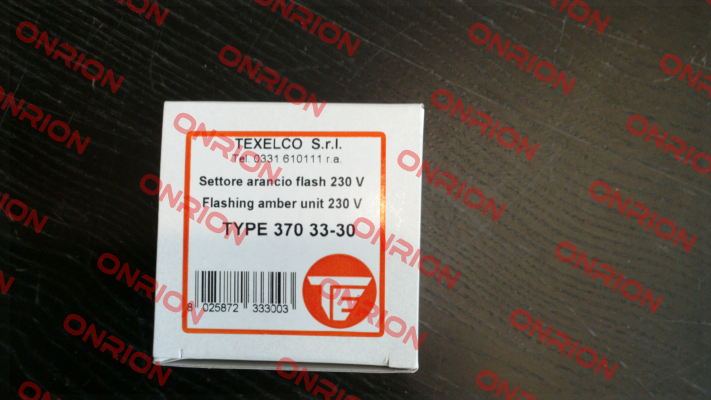 TEXELCO S.r.l.
Tel. 0331 610111 r.a.
Settore arancio flash 230 V
Flashing amber unit 230 V
TYPE 370 33-30
8 025872 333003
TE
ONRION